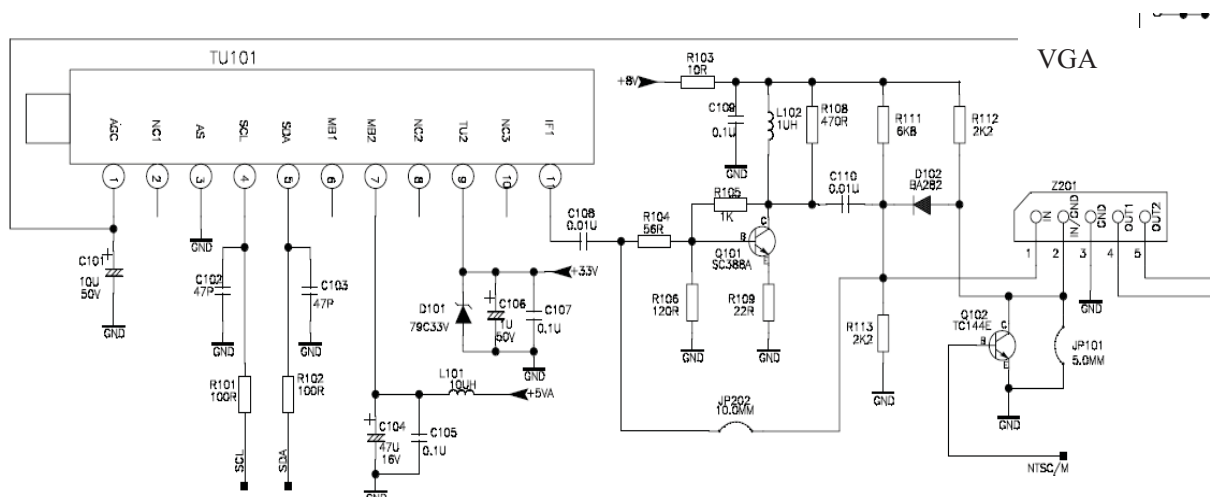 VGA
TU101
AGC
NC1
AS
SCL
SDA
MB1
MB2
NC2
TU2
NC3
IF1
1
2
3
4
5
6
7
8
9
10
11
+8V
R103
10R
C109
0.1U
GND
L102
1UH
R108
470R
R111
6K8
R112
2K2
C110
0.01U
D102
BA282
Z201
IN
IN/GND
GND
OUT1
OUT2
1
2
3
4
5
GND
C108
0.01U
R104
56R
R105
1K
B
C
E
Q101
SC388A
R106
120R
GND
R109
22R
GND
R113
2K2
GND
Q102
TC144E
B
C
E
GND
JP101
5.0MM
NTSC/M
JP202
10.0MM
C101
10U
50V
GND
GND
C102
47P
GND
C103
47P
GND
R101
100R
R102
100R
SCL
SDA
+33V
D101
79C33V
C106
1U
50V
C107
0.1U
GND
L101
10UH
+5VA
C104
47U
16V
C105
0.1U
GND